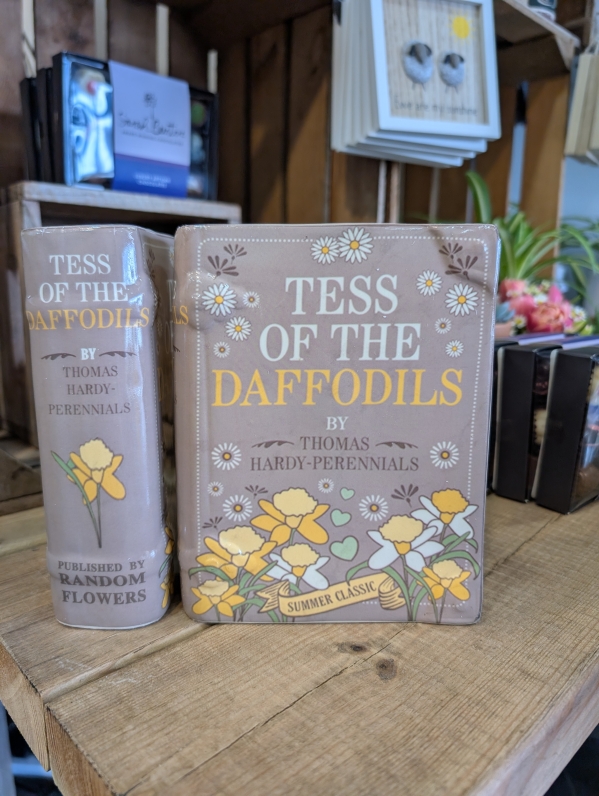 TESS
OF THE
DAFFODILS
BY
THOMAS
HARDY-
PERENNIALS
PUBLISHED BY
RANDOM
FLOWERS
LS
TESS
OF THE
DAFFODILS
BY
THOMAS
HARDY-PERENNIALS
SUMMER CLASSIC